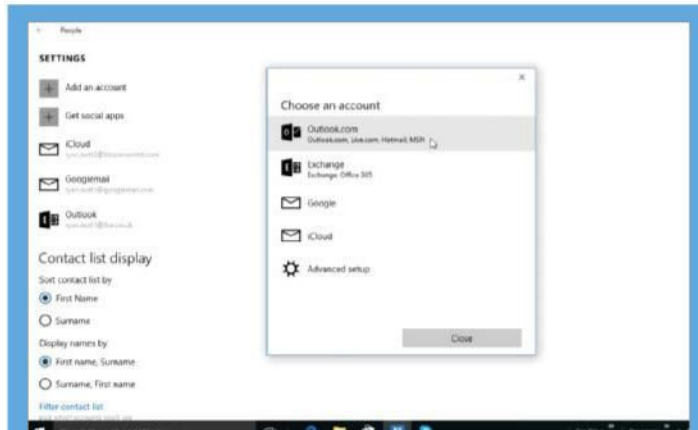 People
SETTINGS
Add an account
Get social apps
iCloud
Googlemail
Outlook
Contact list display
Sort contact list by
First Name
Surname
Display names by
First name, Surname
Surname, First name
Filter contact list
Choose an account
Outlook.com
Outlook.com, Live.com, Hotmail, MSN
Exchange
Exchange, Office 365
Google
iCloud
Advanced setup
Close